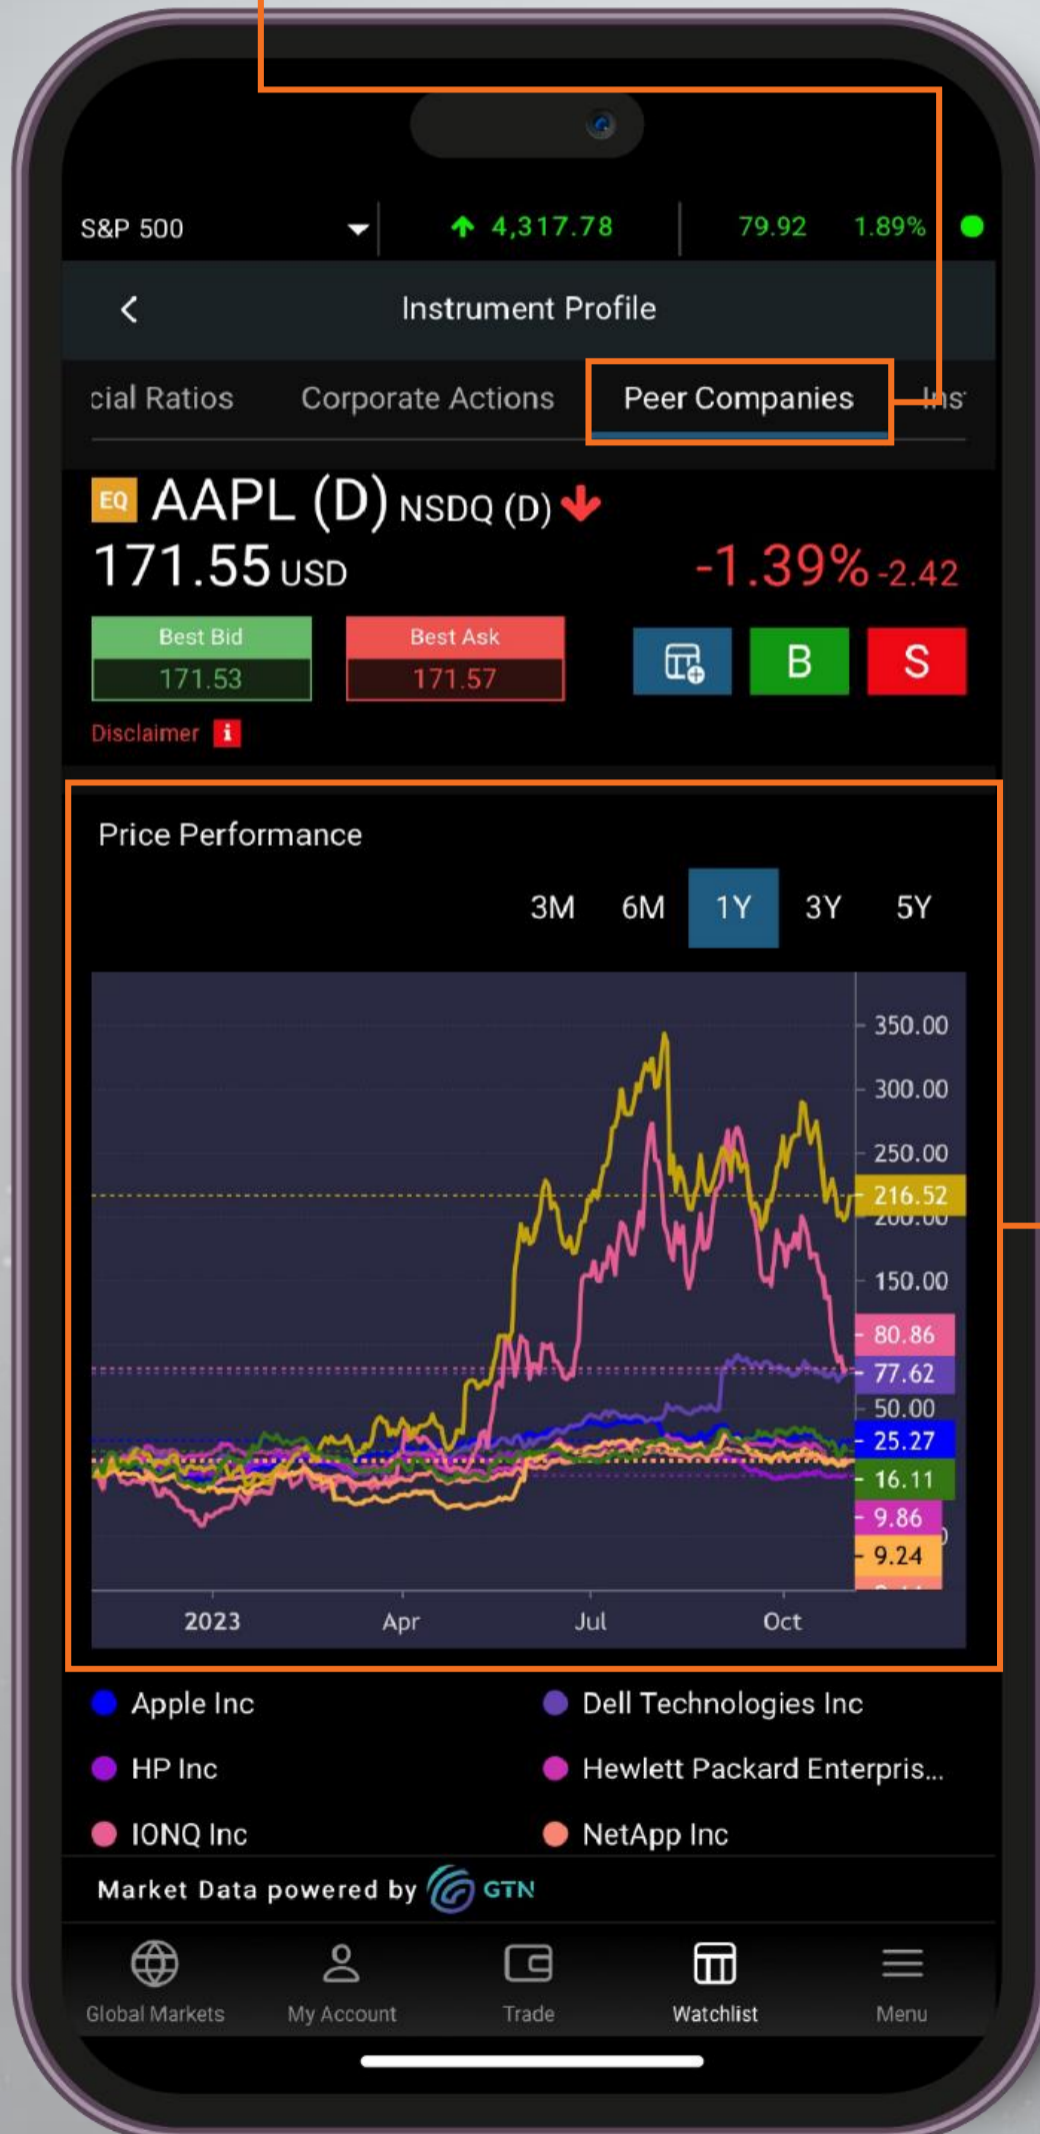 S&P 500 4,317.78 79.92 1.89%
Instrument Profile
cial Ratios Corporate Actions Peer Companies Ins
EQ AAPL (D) NSDQ (D)
171.55 USD -1.39% -2.42
Best Bid Best Ask
171.53 171.57 B S
Disclaimer i
Price Performance
3M 6M 1Y 3Y 5Y
350.00
300.00
250.00
216.52
200.00
150.00
80.86
77.62
50.00
25.27
16.11
9.86
9.24
2023 Apr Jul Oct
Apple Inc Dell Technologies Inc
HP Inc Hewlett Packard Enterpris...
IONQ Inc NetApp Inc
Market Data powered by GTN
Global Markets My Account Trade Watchlist Menu